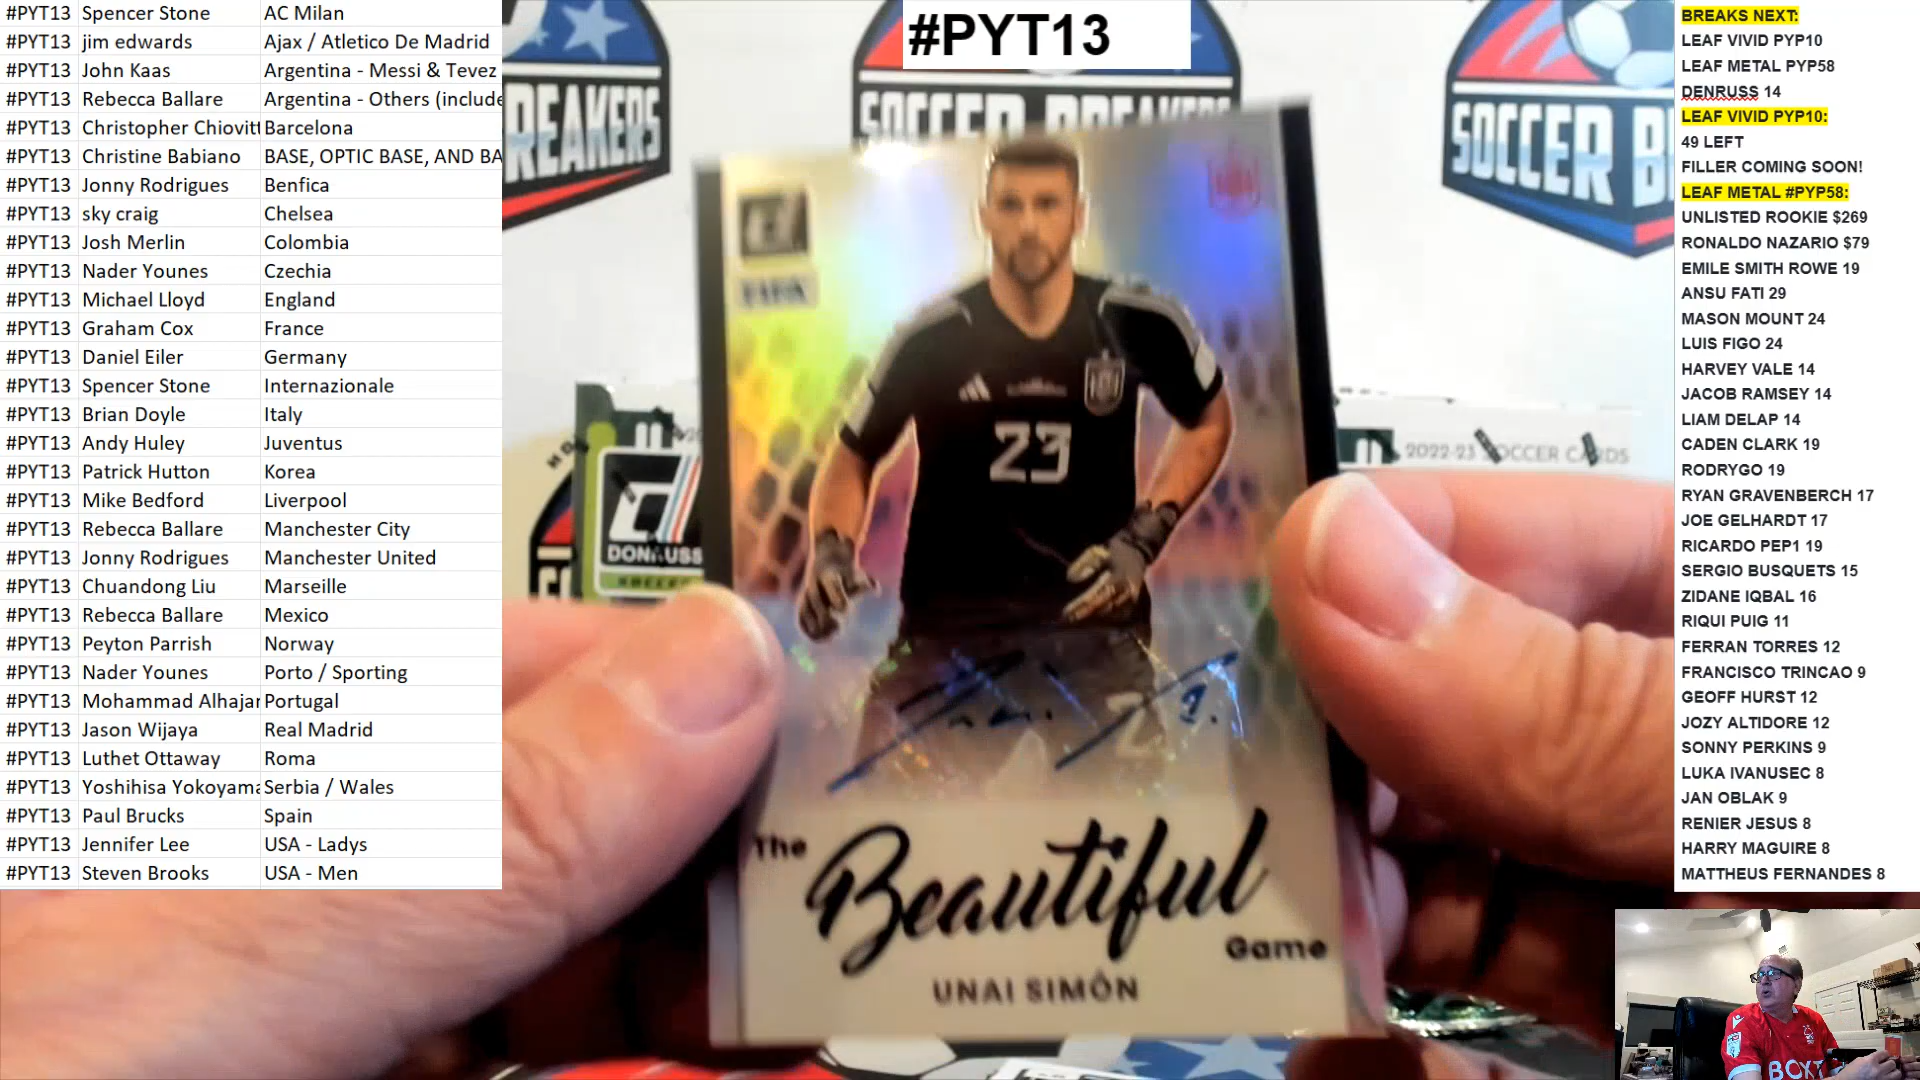 #PYT13
#PYT13 Spencer Stone AC Milan
#PYT13 jim edwards Ajax / Atletico De Madrid
#PYT13 John Kaas Argentina - Messi & Tevez
#PYT13 Rebecca Ballare Argentina - Others (include
#PYT13 Christopher Chiovitt Barcelona
#PYT13 Christine Babiano BASE, OPTIC BASE, AND BA
#PYT13 Jonny Rodrigues Benfica
#PYT13 sky craig Chelsea
#PYT13 Josh Merlin Colombia
#PYT13 Nader Younes Czechia
#PYT13 Michael Lloyd England
#PYT13 Graham Cox France
#PYT13 Daniel Eiler Germany
#PYT13 Spencer Stone Internazionale
#PYT13 Brian Doyle Italy
#PYT13 Andy Huley Juventus
#PYT13 Patrick Hutton Korea
#PYT13 Mike Bedford Liverpool
#PYT13 Rebecca Ballare Manchester City
#PYT13 Jonny Rodrigues Manchester United
#PYT13 Chuandong Liu Marseille
#PYT13 Rebecca Ballare Mexico
#PYT13 Peyton Parrish Norway
#PYT13 Nader Younes Porto / Sporting
#PYT13 Mohammad Alhajar Portugal
#PYT13 Jason Wijaya Real Madrid
#PYT13 Luthet Ottaway Roma
#PYT13 Yoshihisa Yokoyama Serbia / Wales
#PYT13 Paul Brucks Spain
#PYT13 Jennifer Lee USA - Ladys
#PYT13 Steven Brooks USA - Men
REAKERS
SOCCER BREAKERS
SOCCER B
23
DONRUSS
SOCCER
2022-23 SOCCER CARDS
The
Beautiful
Game
UNAI SIMÓN
BREAKS NEXT:
LEAF VIVID PYP10
LEAF METAL PYP58
DENRUSS 14
LEAF VIVID PYP10:
49 LEFT
FILLER COMING SOON!
LEAF METAL #PYP58:
UNLISTED ROOKIE $269
RONALDO NAZARIO $79
EMILE SMITH ROWE 19
ANSU FATI 29
MASON MOUNT 24
LUIS FIGO 24
HARVEY VALE 14
JACOB RAMSEY 14
LIAM DELAP 14
CADEN CLARK 19
RODRYGO 19
RYAN GRAVENBERCH 17
JOE GELHARDT 17
RICARDO PEP1 19
SERGIO BUSQUETS 15
ZIDANE IQBAL 16
RIQUI PUIG 11
FERRAN TORRES 12
FRANCISCO TRINCAO 9
GEOFF HURST 12
JOZY ALTIDORE 12
SONNY PERKINS 9
LUKA IVANUSEC 8
JAN OBLAK 9
RENIER JESUS 8
HARRY MAGUIRE 8
MATTHEUS FERNANDES 8